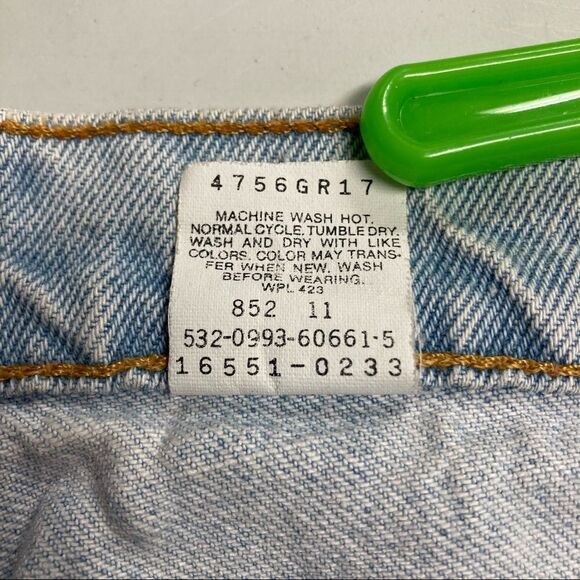 4756GR17
MACHINE WASH HOT.
NORMAL CYCLE. TUMBLE DRY.
WASH AND DRY WITH LIKE
COLORS. COLOR MAY TRANS-
FER WHEN NEW. WASH
BEFORE WEARING.
WPL 423
852 11
532-0993-60661-5
16551-0233